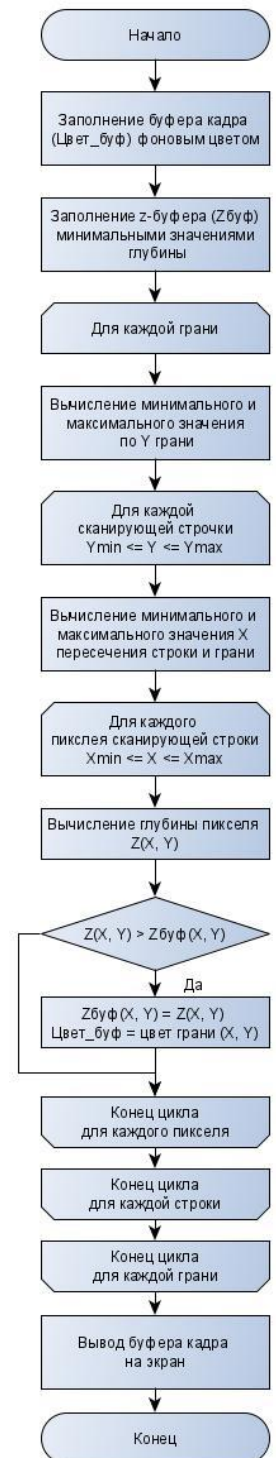 Начало
Заполнение буфера кадра
(Цвет_буф) фоновым цветом
Заполнение z-буфера (Zбуф)
минимальными значениями
глубины
Для каждой грани
Вычисление минимального и
максимального значения
по Y грани
Для каждой
сканирующей строчки
Ymin <= Y <= Ymax
Вычисление минимального и
максимального значения X
пересечения строки и грани
Для каждого
пикслея сканирующей строки
Xmin <= X <= Xmax
Вычисление глубины пикселя
Z(X, Y)
Z(X, Y) > Zбуф(X, Y)
Да
Zбуф(X, Y) = Z(X, Y)
Цвет_буф = цвет грани (X, Y)
Конец цикла
для каждого пикселя
Конец цикла
для каждой строки
Конец цикла
для каждой грани
Вывод буфера кадра
на экран
Конец